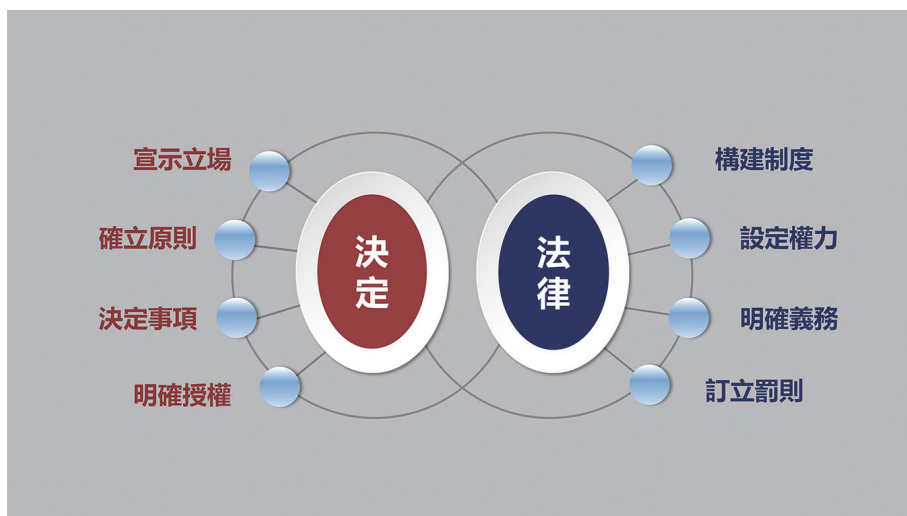 宣示立場
確立原則
決定事項
明確授權
決定
法律
構建制度
設定權力
明確義務
訂立罰則